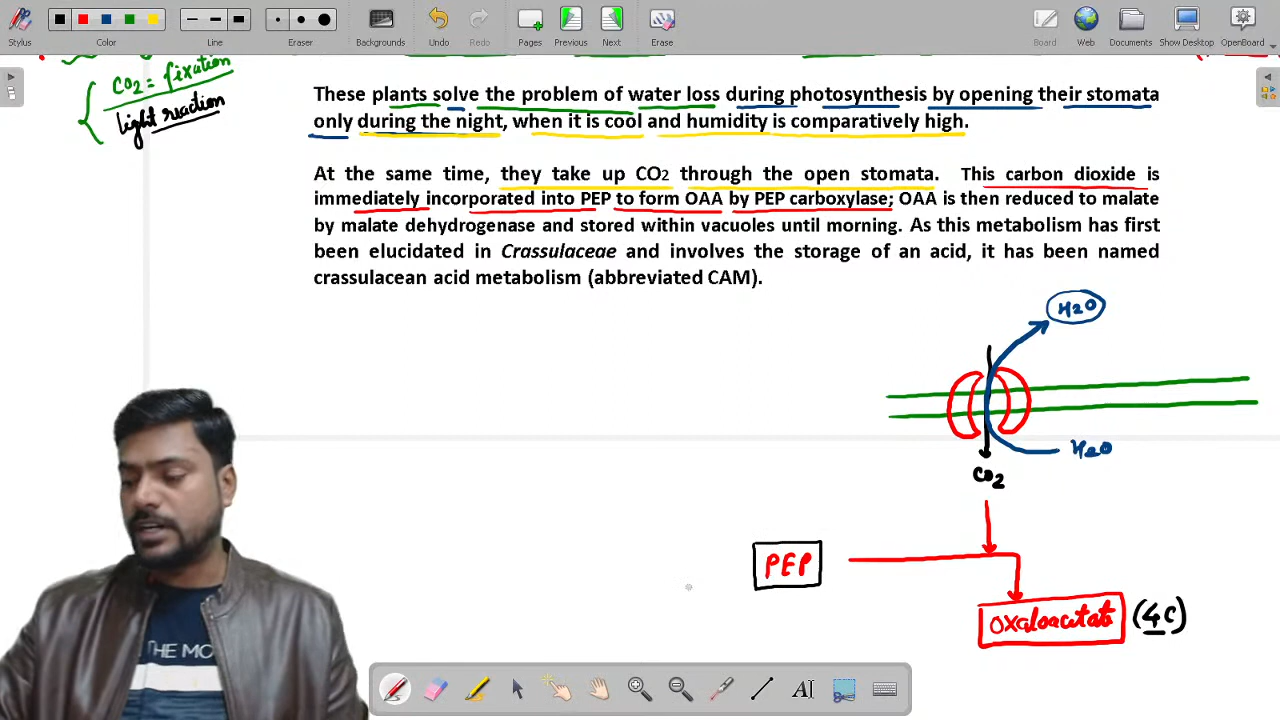 Stylus
Color
Line
Eraser
Backgrounds
Undo
Redo
Pages
Previous
Next
Erase
Board
Web
Documents
Show Desktop
OpenBoard
CO2 = fixation
light reaction
These plants solve the problem of water loss during photosynthesis by opening their stomata
only during the night, when it is cool and humidity is comparatively high.
At the same time, they take up CO2 through the open stomata. This carbon dioxide is
immediately incorporated into PEP to form OAA by PEP carboxylase; OAA is then reduced to malate
by malate dehydrogenase and stored within vacuoles until morning. As this metabolism has first
been elucidated in Crassulaceae and involves the storage of an acid, it has been named
crassulacean acid metabolism (abbreviated CAM).
H2O
H2O
CO2
PEP
Oxaloacitate (4C)
THE MO
AI